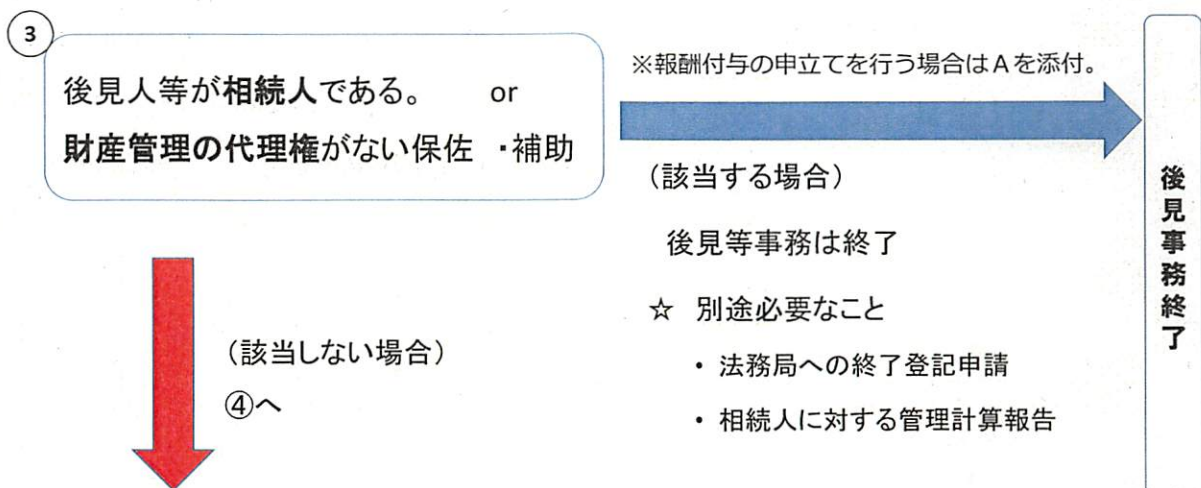 3
後見人等が相続人である。 or
財産管理の代理権がない保佐 ・補助
※報酬付与の申立てを行う場合はAを添付。
(該当する場合)
後見等事務は終了
☆ 別途必要なこと
・ 法務局への終了登記申請
・ 相続人に対する管理計算報告
(該当しない場合)
④へ
後見事務終了